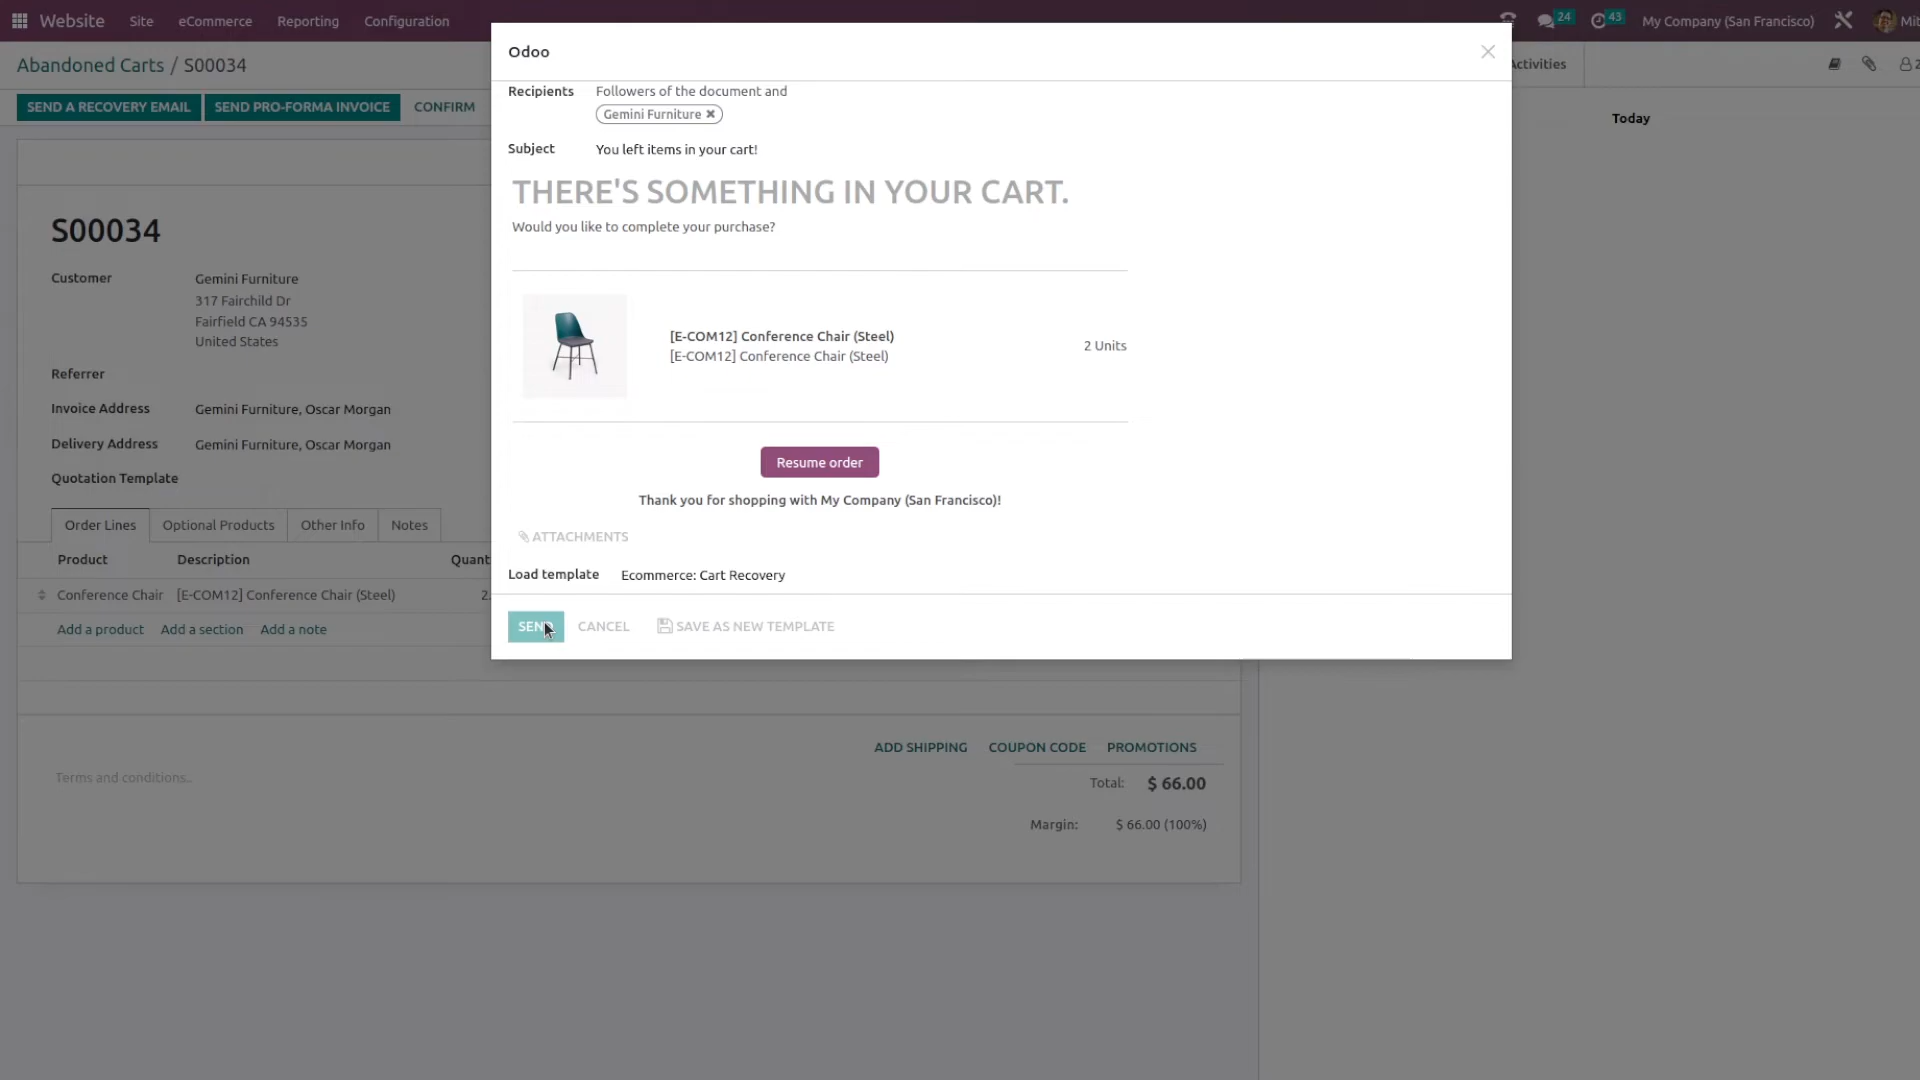 Website Site eCommerce Reporting Configuration
24 43 My Company (San Francisco)
Abandoned Carts / S00034
SEND A RECOVERY EMAIL SEND PRO-FORMA INVOICE CONFIRM
S00034
Customer Gemini Furniture
317 Fairchild Dr
Fairfield CA 94535
United States
Referrer
Invoice Address Gemini Furniture, Oscar Morgan
Delivery Address Gemini Furniture, Oscar Morgan
Quotation Template
Order Lines Optional Products Other Info Notes
Product Description Quant
Conference Chair [E-COM12] Conference Chair (Steel) 2.
Add a product Add a section Add a note
Terms and conditions..
ADD SHIPPING COUPON CODE PROMOTIONS
Total: $ 66.00
Margin: $ 66.00 (100%)
Odoo
Recipients Followers of the document and
Gemini Furniture
Subject You left items in your cart!
THERE'S SOMETHING IN YOUR CART.
Would you like to complete your purchase?
[E-COM12] Conference Chair (Steel)
[E-COM12] Conference Chair (Steel)
2 Units
Resume order
Thank you for shopping with My Company (San Francisco)!
ATTACHMENTS
Load template Ecommerce: Cart Recovery
SEND CANCEL SAVE AS NEW TEMPLATE
Activities
2
Today